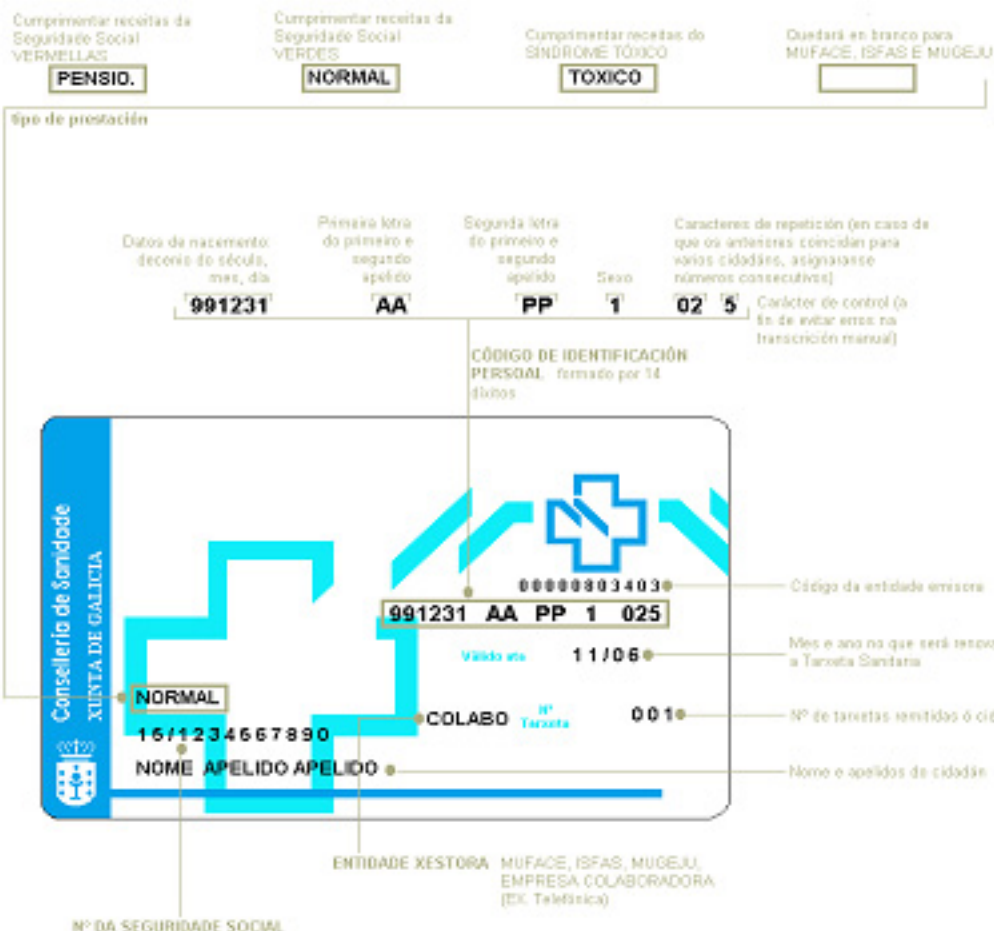 Cumprimentar receitas da
Seguridade Social
VERMELLAS
PENSIO.
Cumprimentar receitas da
Seguridade Social
VERDES
NORMAL
Cumprimentar receitas do
SÍNDROME TÓXICO
TOXICO
Quedará en branco para
MUFACE, ISFAS E MUGEJU
tipo de prestación
Datos de nacemento:
decenio do século,
mes, día
991231
Primeira letra
do primeiro e
segundo
apelido
AA
Segunda letra
do primeiro e
segundo
apelido
PP
Sexo
1
Caracteres de repetición (en caso de
que os anteriores coincidan para
varios cidadáns, asignaranse
números consecutivos)
02 5
Carácter de control (a
fin de evitar erros na
transcrición manual)
CÓDIGO DE IDENTIFICACIÓN
PERSOAL formado por 14
díxitos
Consellería de Sanidade
XUNTA DE GALICIA
00000803403
Código da entidade emisora
991231 AA PP 1 025
Válido ata 11/06
Mes e ano no que será renov
a Tarxeta Sanitaria
NORMAL
COLABO
Nº
Tarxeta
001
Nº de tarxetas remitidas ó cid
15/1234567890
NOME APELIDO APELIDO
Nome e apelidos do cidadán
ENTIDADE XESTORA MUFACE, ISFAS, MUGEJU,
EMPRESA COLABORADORA
(EX. Telefónica)
Nº DA SEGURIDADE SOCIAL